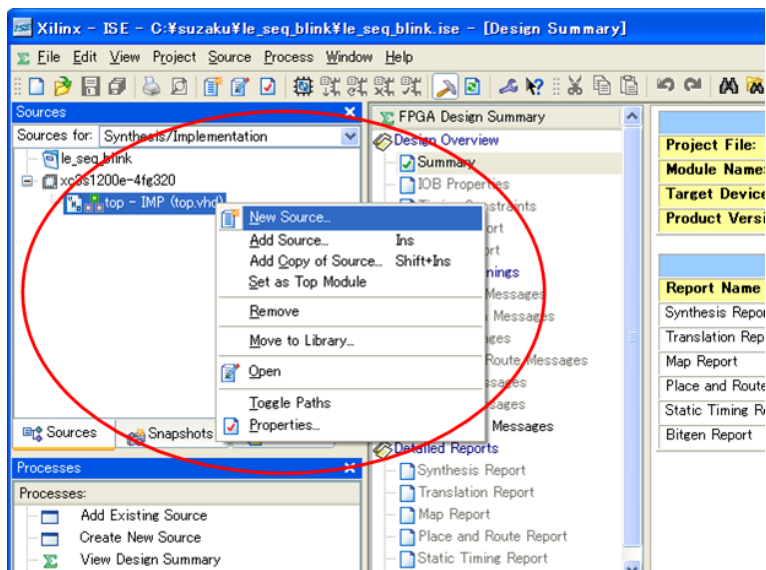 Xilinx - ISE - C:¥suzaku¥le_seq_blink¥le_seq_blink.ise - [Design Summary]
File Edit View Project Source Process Window Help
Sources
Sources for: Synthesis/Implementation
le_seq_blink
xc3s1200e-4fg320
top - IMP (top.vhd)
New Source...
Add Source... Ins
Add Copy of Source... Shift+Ins
Set as Top Module
Remove
Move to Library...
Open
Toggle Paths
Properties...
Sources
Snapshots
Processes
Processes:
Add Existing Source
Create New Source
View Design Summary
FPGA Design Summary
Design Overview
Summary
IOB Properties
Constraints
Messages
Messages
Route Messages
Messages
Detailed Reports
Synthesis Report
Translation Report
Map Report
Place and Route Report
Static Timing Report
Project File:
Module Name:
Target Device
Product Versi
Report Name
Synthesis Repor
Translation Rep
Map Report
Place and Route
Static Timing R
Bitgen Report